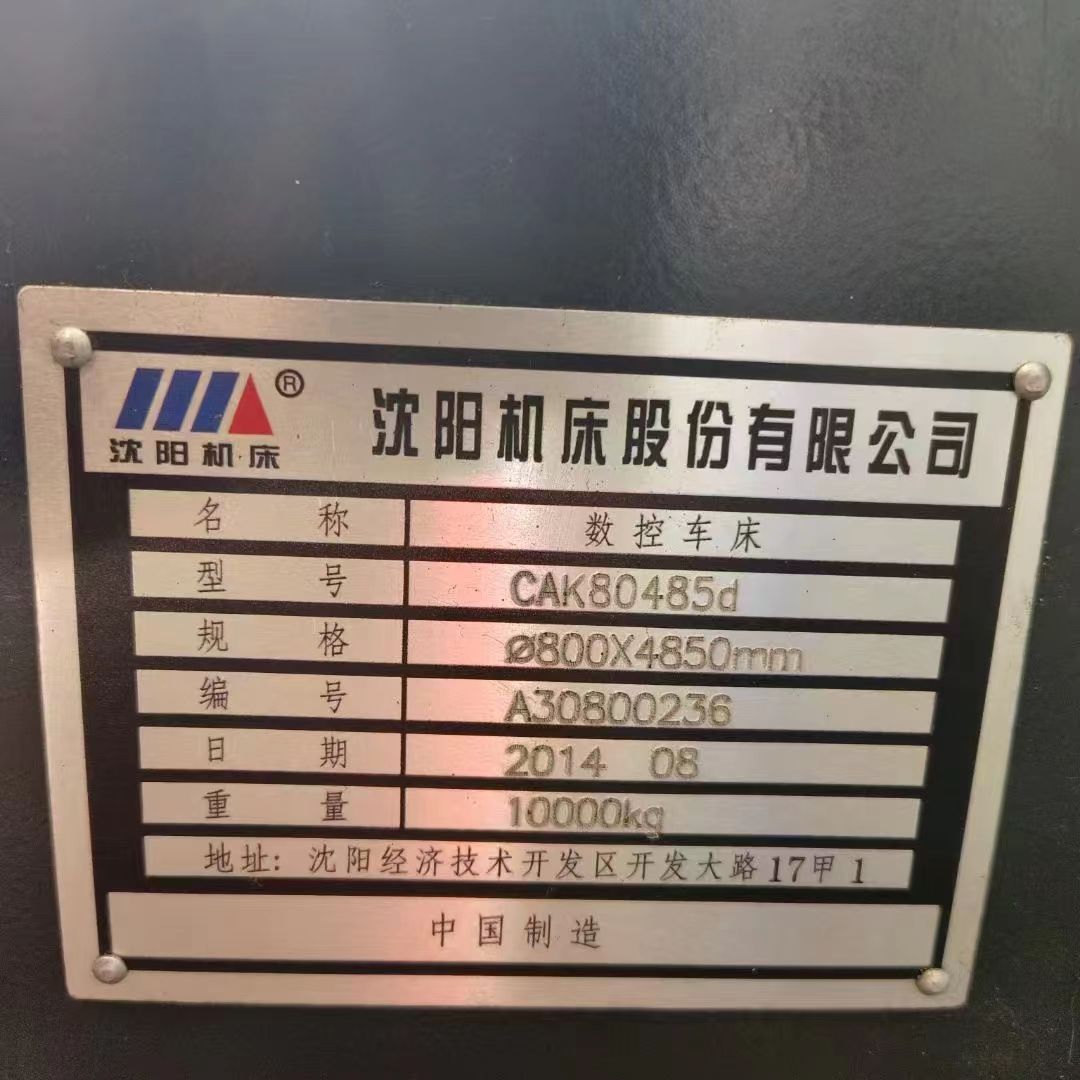 ® 沈阳机床股份有限公司
沈阳机床
名 称 数控车床
型 号 CAK80485d
规 格 ø800X4850mm
编 号 A30800236
日 期 2014 08
重 量 10000kg
地址: 沈阳经济技术开发区开发大路17甲1
中国制造